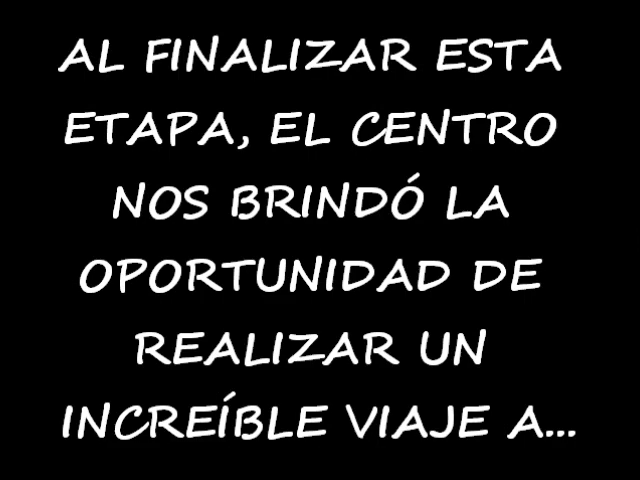 AL FINALIZAR ESTA
ETAPA, EL CENTRO
NOS BRINDÓ LA
OPORTUNIDAD DE
REALIZAR UN
INCREÍBLE VIAJE A...